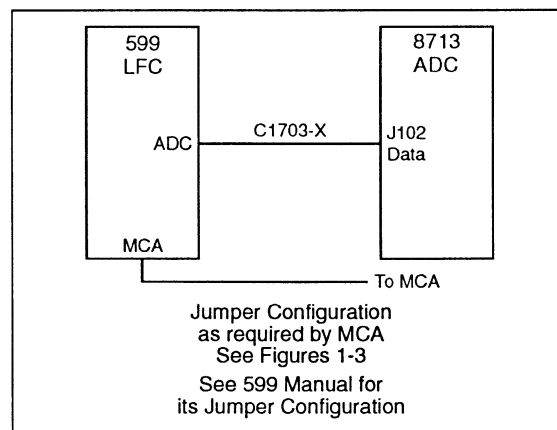 599
LFC
8713
ADC
C1703-X
ADC
J102
Data
MCA
To MCA
Jumper Configuration
as required by MCA
See Figures 1-3
See 599 Manual for
its Jumper Configuration